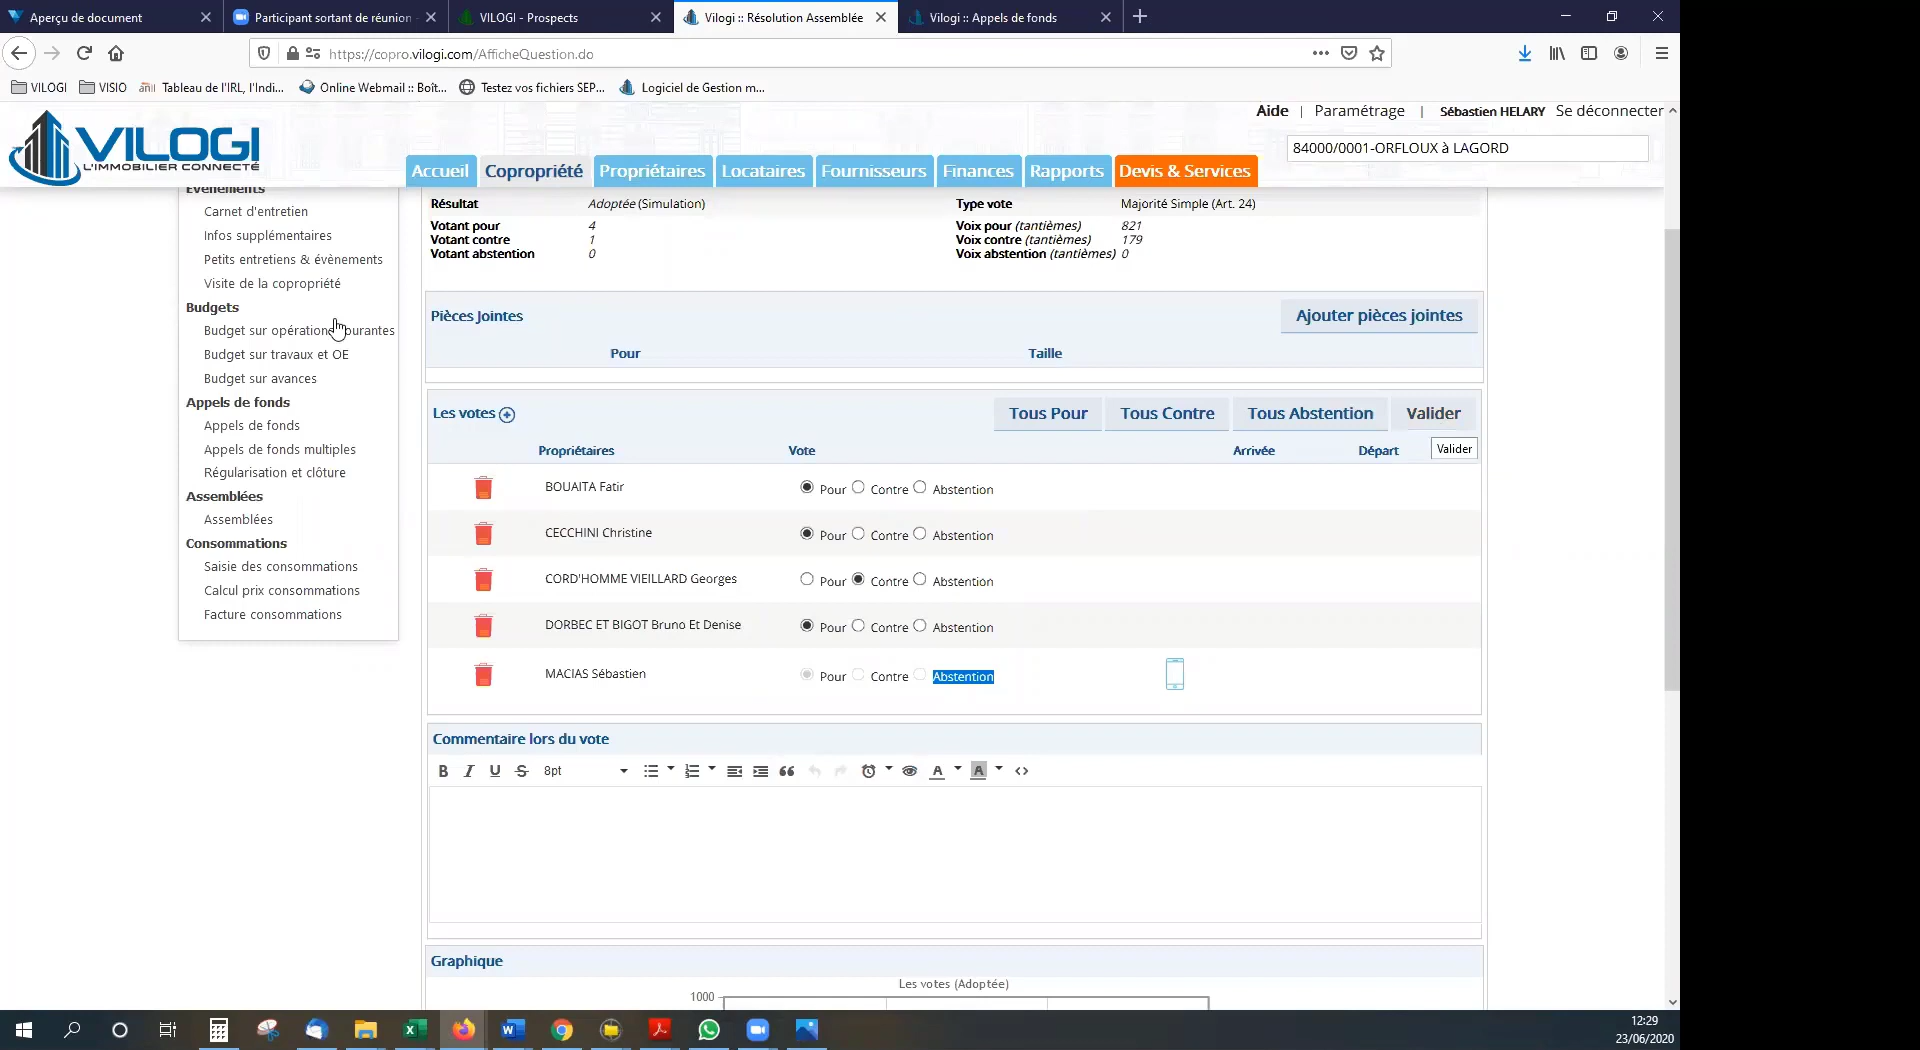 Aperçu de document
Participant sortant de réunion
VILOGI - Prospects
Vilogi :: Résolution Assemblée
Vilogi :: Appels de fonds
https://copro.vilogi.com/AfficheQuestion.do
VILOGI
VISIO
Tableau de l'IRL, l'Indi...
Online Webmail :: Boît...
Testez vos fichiers SEP...
Logiciel de Gestion m...
Aide | Paramétrage | Sébastien HELARY Se déconnecter
VILOGI
L'IMMOBILIER CONNECTÉ
84000/0001-ORFLOUX à LAGORD
Accueil Copropriété Propriétaires Locataires Fournisseurs Finances Rapports Devis & Services
Evènements
Carnet d'entretien
Infos supplémentaires
Petits entretiens & évènements
Visite de la copropriété
Budgets
Budget sur opération ourantes
Budget sur travaux et OE
Budget sur avances
Appels de fonds
Appels de fonds
Appels de fonds multiples
Régularisation et clôture
Assemblées
Assemblées
Consommations
Saisie des consommations
Calcul prix consommations
Facture consommations
Résultat Adoptée (Simulation) Type vote Majorité Simple (Art. 24)
Votant pour 4 Voix pour (tantièmes) 821
Votant contre 1 Voix contre (tantièmes) 179
Votant abstention 0 Voix abstention (tantièmes) 0
Pièces Jointes Ajouter pièces jointes
Pour Taille
Les votes Tous Pour Tous Contre Tous Abstention Valider
Propriétaires Vote Arrivée Départ Valider
BOUAITA Fatir Pour Contre Abstention
CECCHINI Christine Pour Contre Abstention
CORD'HOMME VIEILLARD Georges Pour Contre Abstention
DORBEC ET BIGOT Bruno Et Denise Pour Contre Abstention
MACIAS Sébastien Pour Contre Abstention
Commentaire lors du vote
B I U S 8pt A A
Graphique
Les votes (Adoptée)
1000
12:29
23/06/2020